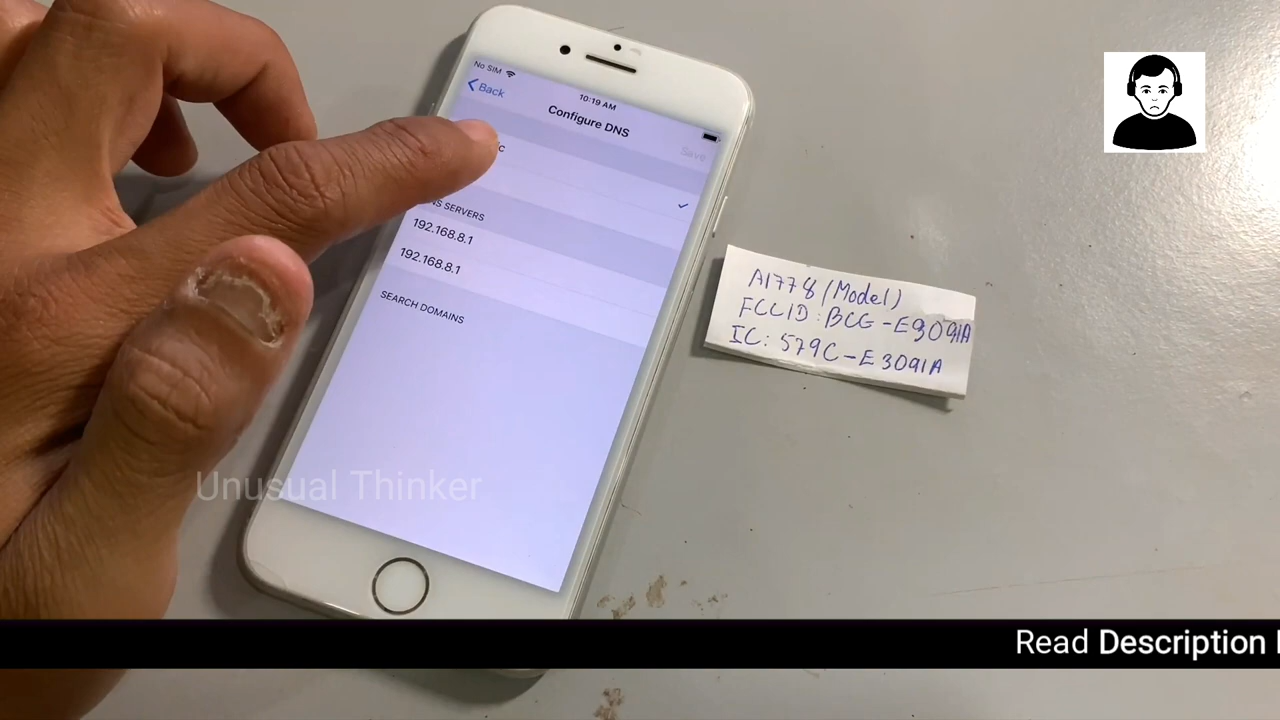 No SIM
10:19 AM
Back
Configure DNS
Save
DNS SERVERS
192.168.8.1
192.168.8.1
SEARCH DOMAINS
A1778 (Model)
FCCID: BCG-E3091A
IC: 579C-E3091A
Unusual Thinker
Read Description